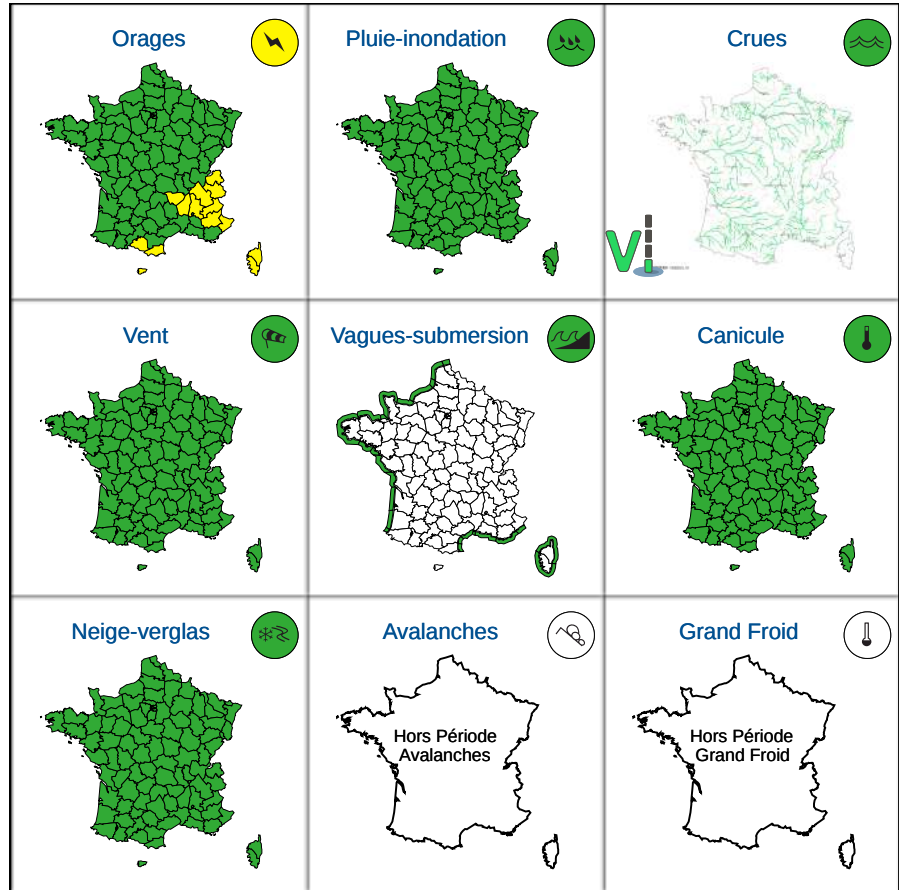 Orages
Pluie-inondation
Crues
Vi
Vent
Vagues-submersion
Canicule
Neige-verglas
Avalanches
Grand Froid
Hors Période
Avalanches
Hors Période
Grand Froid